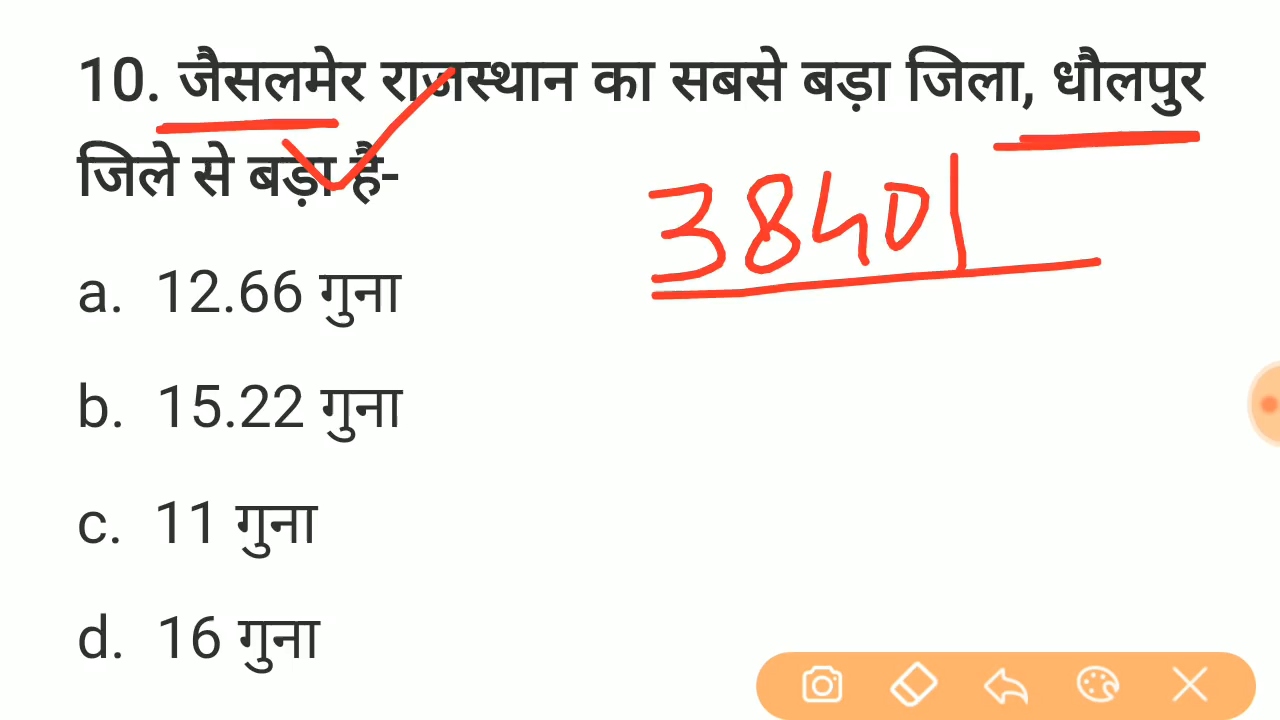 10. जैसलमेर राजस्थान का सबसे बड़ा जिला, धौलपुर
जिले से बड़ा है-
38401
a. 12.66 गुना
b. 15.22 गुना
c. 11 गुना
d. 16 गुना